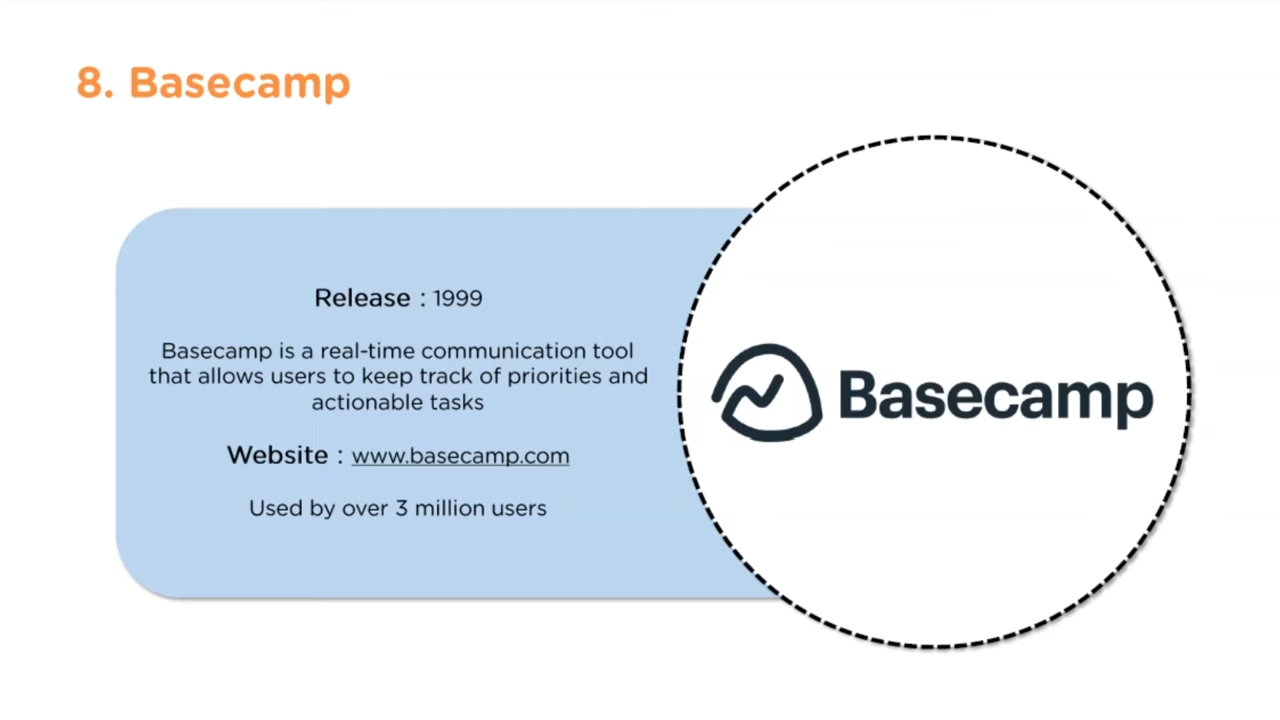 8. Basecamp
Release : 1999
Basecamp is a real-time communication tool
that allows users to keep track of priorities and
actionable tasks
Website : www.basecamp.com
Used by over 3 million users
Basecamp